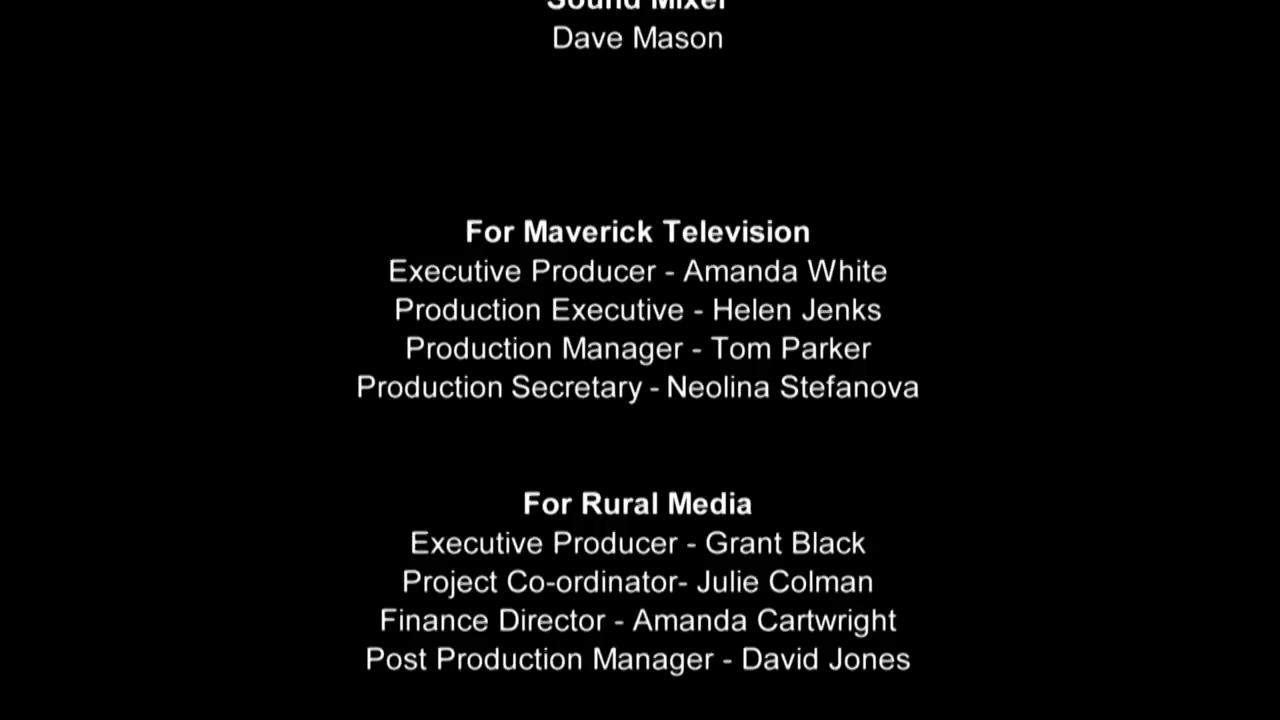 Sound Mixer
Dave Mason
For Maverick Television
Executive Producer - Amanda White
Production Executive - Helen Jenks
Production Manager - Tom Parker
Production Secretary - Neolina Stefanova
For Rural Media
Executive Producer - Grant Black
Project Co-ordinator- Julie Colman
Finance Director - Amanda Cartwright
Post Production Manager - David Jones